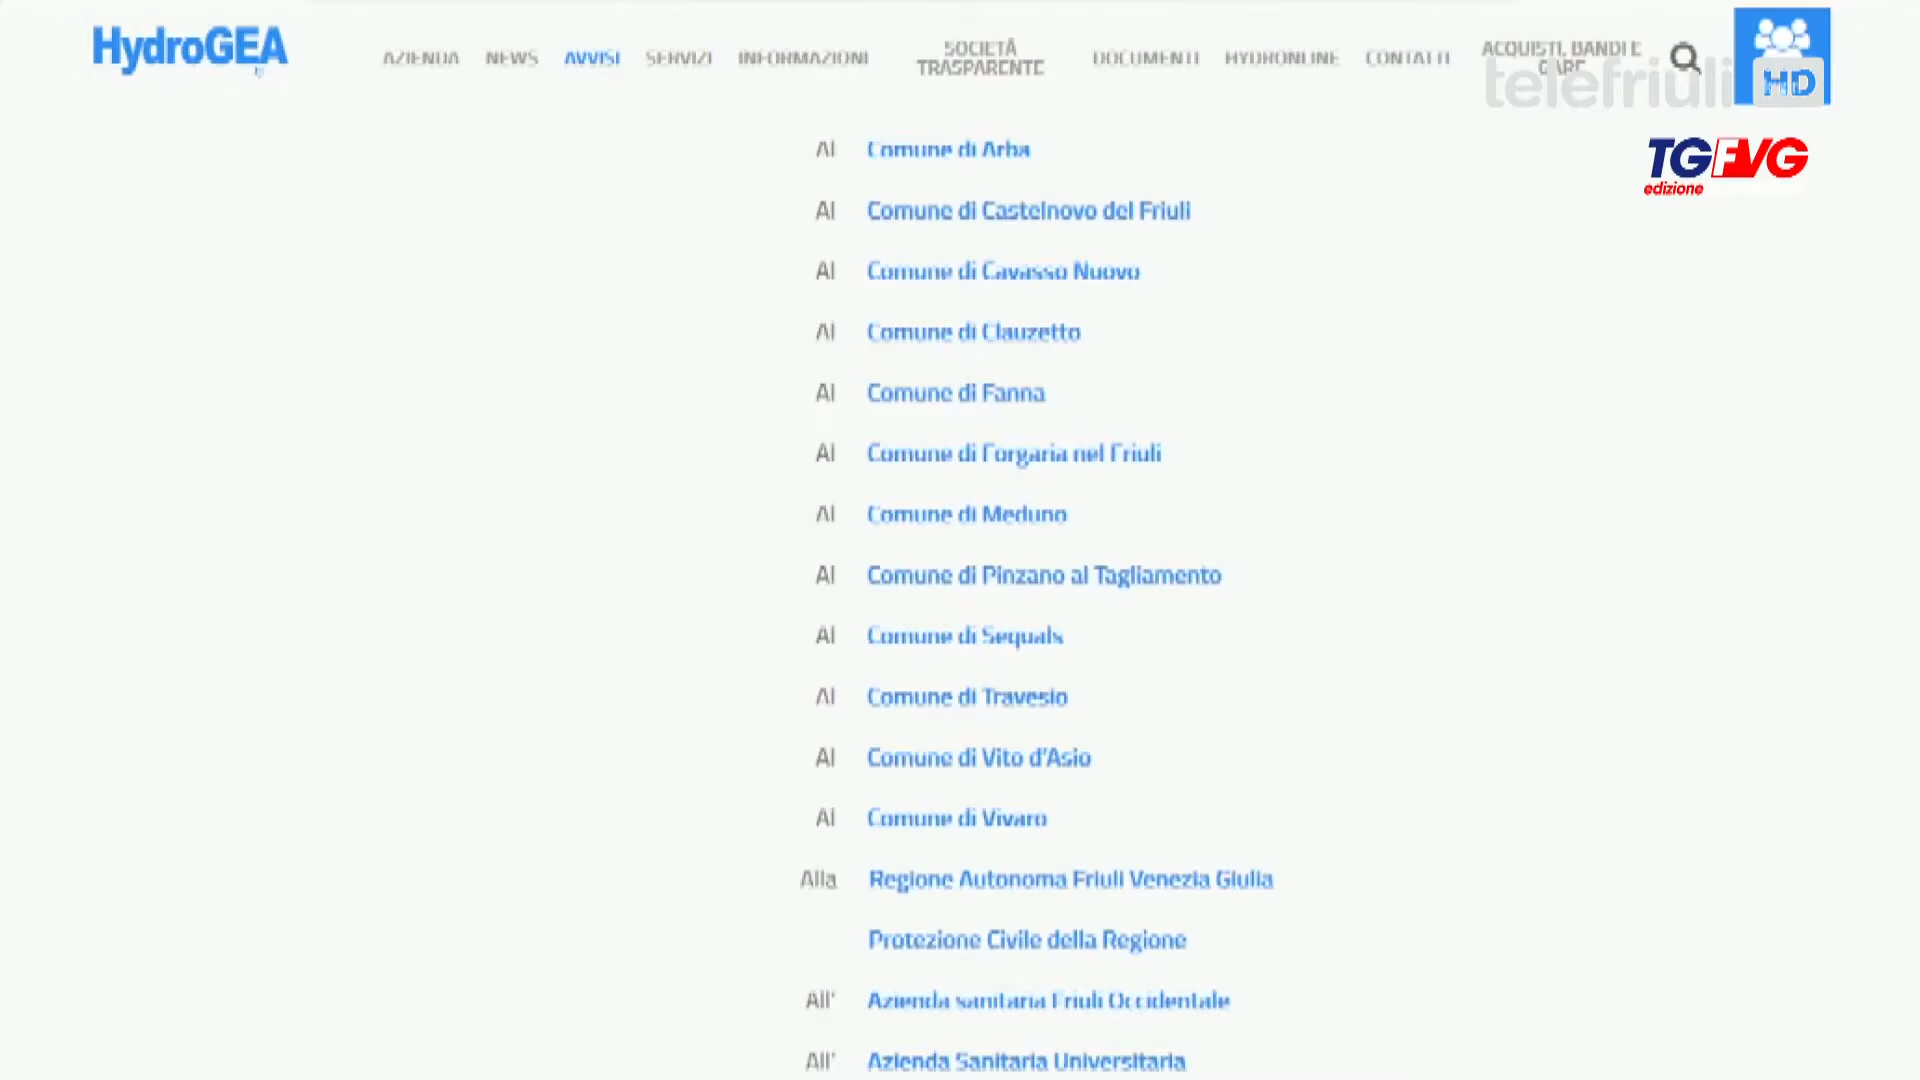 HydroGEA
AZIENDA NEWS AVVISI SERVIZI INFORMAZIONI SOCIETÀ TRASPARENTE DOCUMENTI HYDRONLINE CONTATTI ACQUISTI, BANDI E GARE
telefriuli HD
TGFVG
edizione
Al Comune di Arba
Al Comune di Castelnovo del Friuli
Al Comune di Cavasso Nuovo
Al Comune di Clauzetto
Al Comune di Fanna
Al Comune di Forgaria nel Friuli
Al Comune di Meduno
Al Comune di Pinzano al Tagliamento
Al Comune di Sequals
Al Comune di Travesio
Al Comune di Vito d'Asio
Al Comune di Vivaro
Alla Regione Autonoma Friuli Venezia Giulia
Protezione Civile della Regione
All' Azienda sanitaria Friuli Occidentale
All' Azienda Sanitaria Universitaria